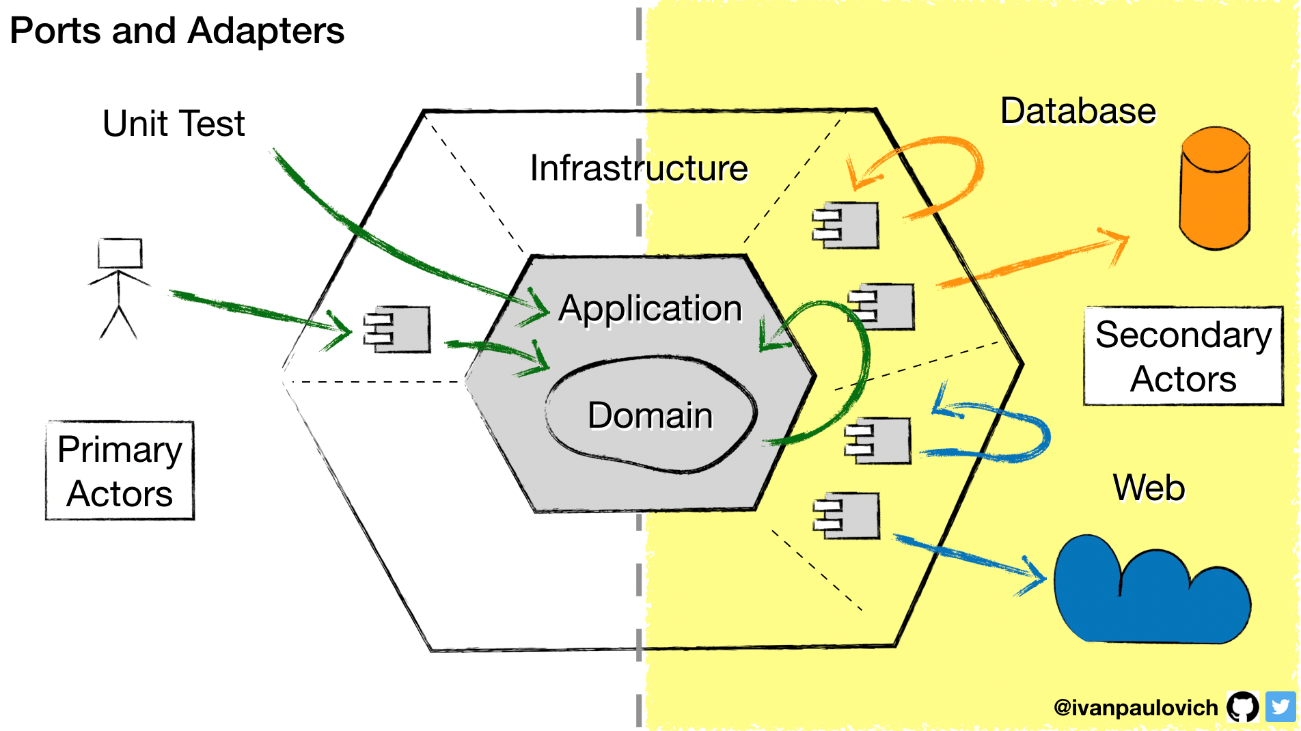 Ports and Adapters
Unit Test
Infrastructure
Database
Application
Domain
Primary
Actors
Secondary
Actors
Web
@ivanpaulovich